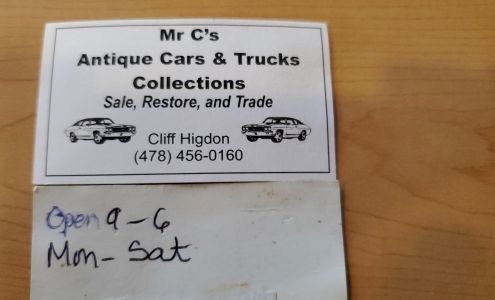 Mr C's
Antique Cars & Trucks
Collections
Sale, Restore, and Trade
Cliff Higdon
(478) 456-0160
Open 9-6
Mon- Sat